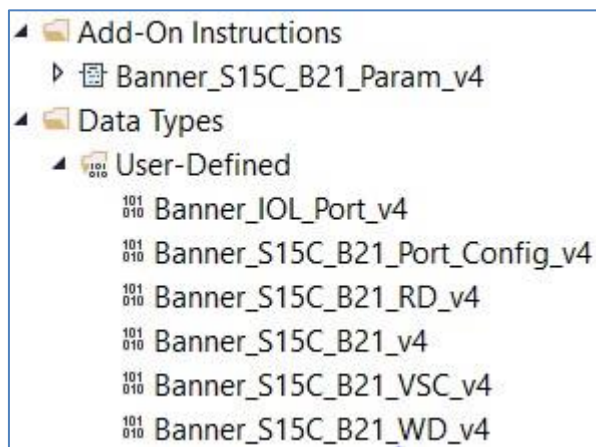 Add-On Instructions
Banner_S15C_B21_Param_v4
Data Types
User-Defined
Banner_IOL_Port_v4
Banner_S15C_B21_Port_Config_v4
Banner_S15C_B21_RD_v4
Banner_S15C_B21_v4
Banner_S15C_B21_VSC_v4
Banner_S15C_B21_WD_v4